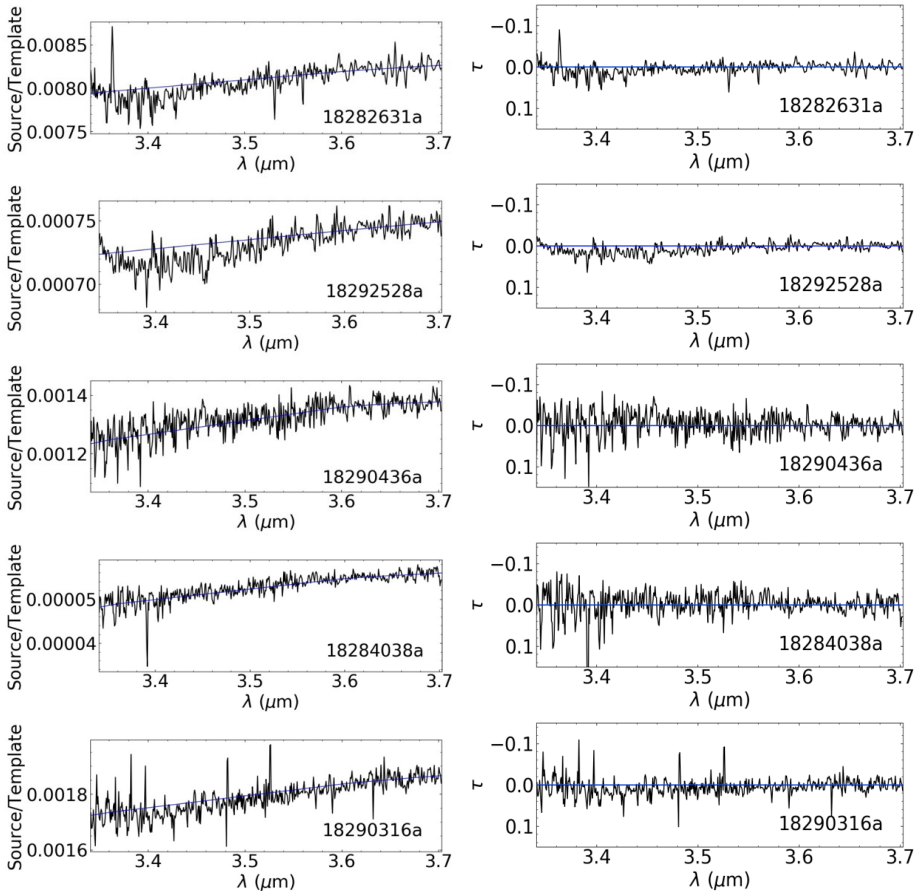 Source/Template
0.0085
0.0080
0.0075
18282631a
3.4 3.5 3.6 3.7
λ (μm)
τ
−0.1
0.0
0.1
18282631a
3.4 3.5 3.6 3.7
λ (μm)
Source/Template
0.00075
0.00070
18292528a
3.4 3.5 3.6 3.7
λ (μm)
τ
−0.1
0.0
0.1
18292528a
3.4 3.5 3.6 3.7
λ (μm)
Source/Template
0.0014
0.0012
18290436a
3.4 3.5 3.6 3.7
λ (μm)
τ
−0.1
0.0
0.1
18290436a
3.4 3.5 3.6 3.7
λ (μm)
Source/Template
0.00005
0.00004
18284038a
3.4 3.5 3.6 3.7
λ (μm)
τ
−0.1
0.0
0.1
18284038a
3.4 3.5 3.6 3.7
λ (μm)
Source/Template
0.0018
0.0016
18290316a
3.4 3.5 3.6 3.7
λ (μm)
τ
−0.1
0.0
0.1
18290316a
3.4 3.5 3.6 3.7
λ (μm)